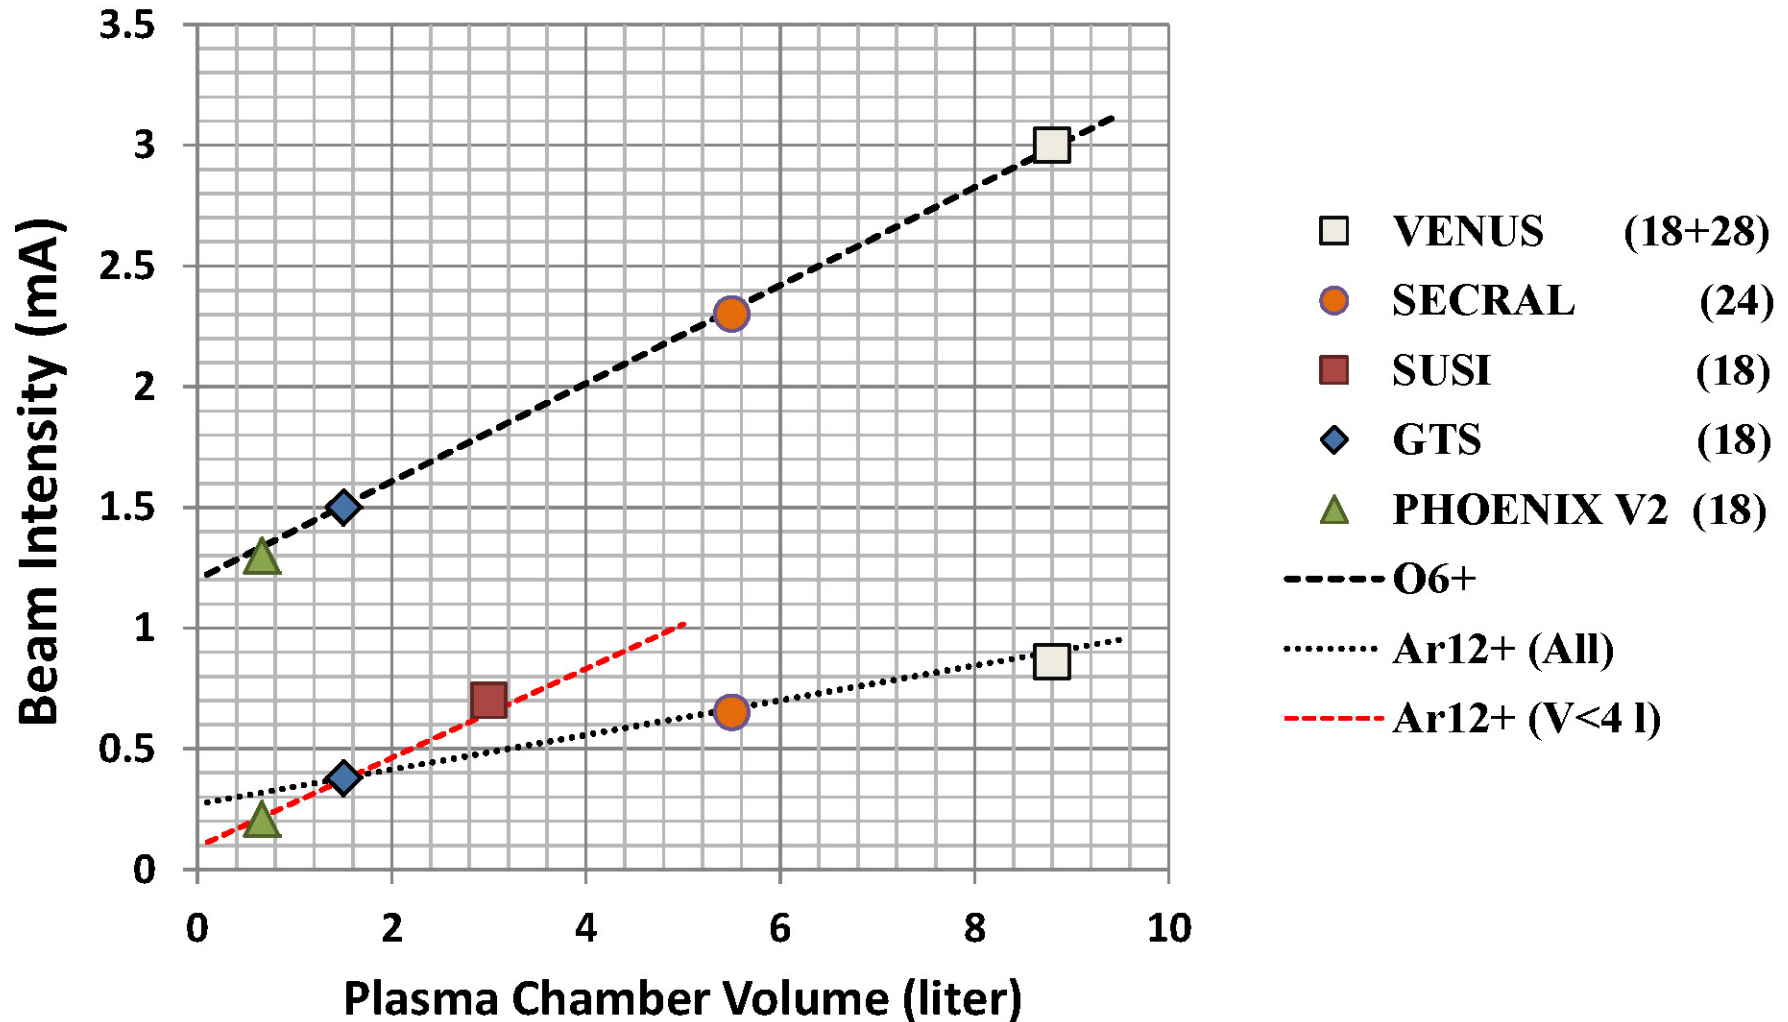 3.5
3
2.5
2
1.5
1
0.5
0
Beam Intensity (mA)
0 2 4 6 8 10
Plasma Chamber Volume (liter)
VENUS (18+28)
SECRAL (24)
SUSI (18)
GTS (18)
PHOENIX V2 (18)
O6+
Ar12+ (All)
Ar12+ (V<4 l)